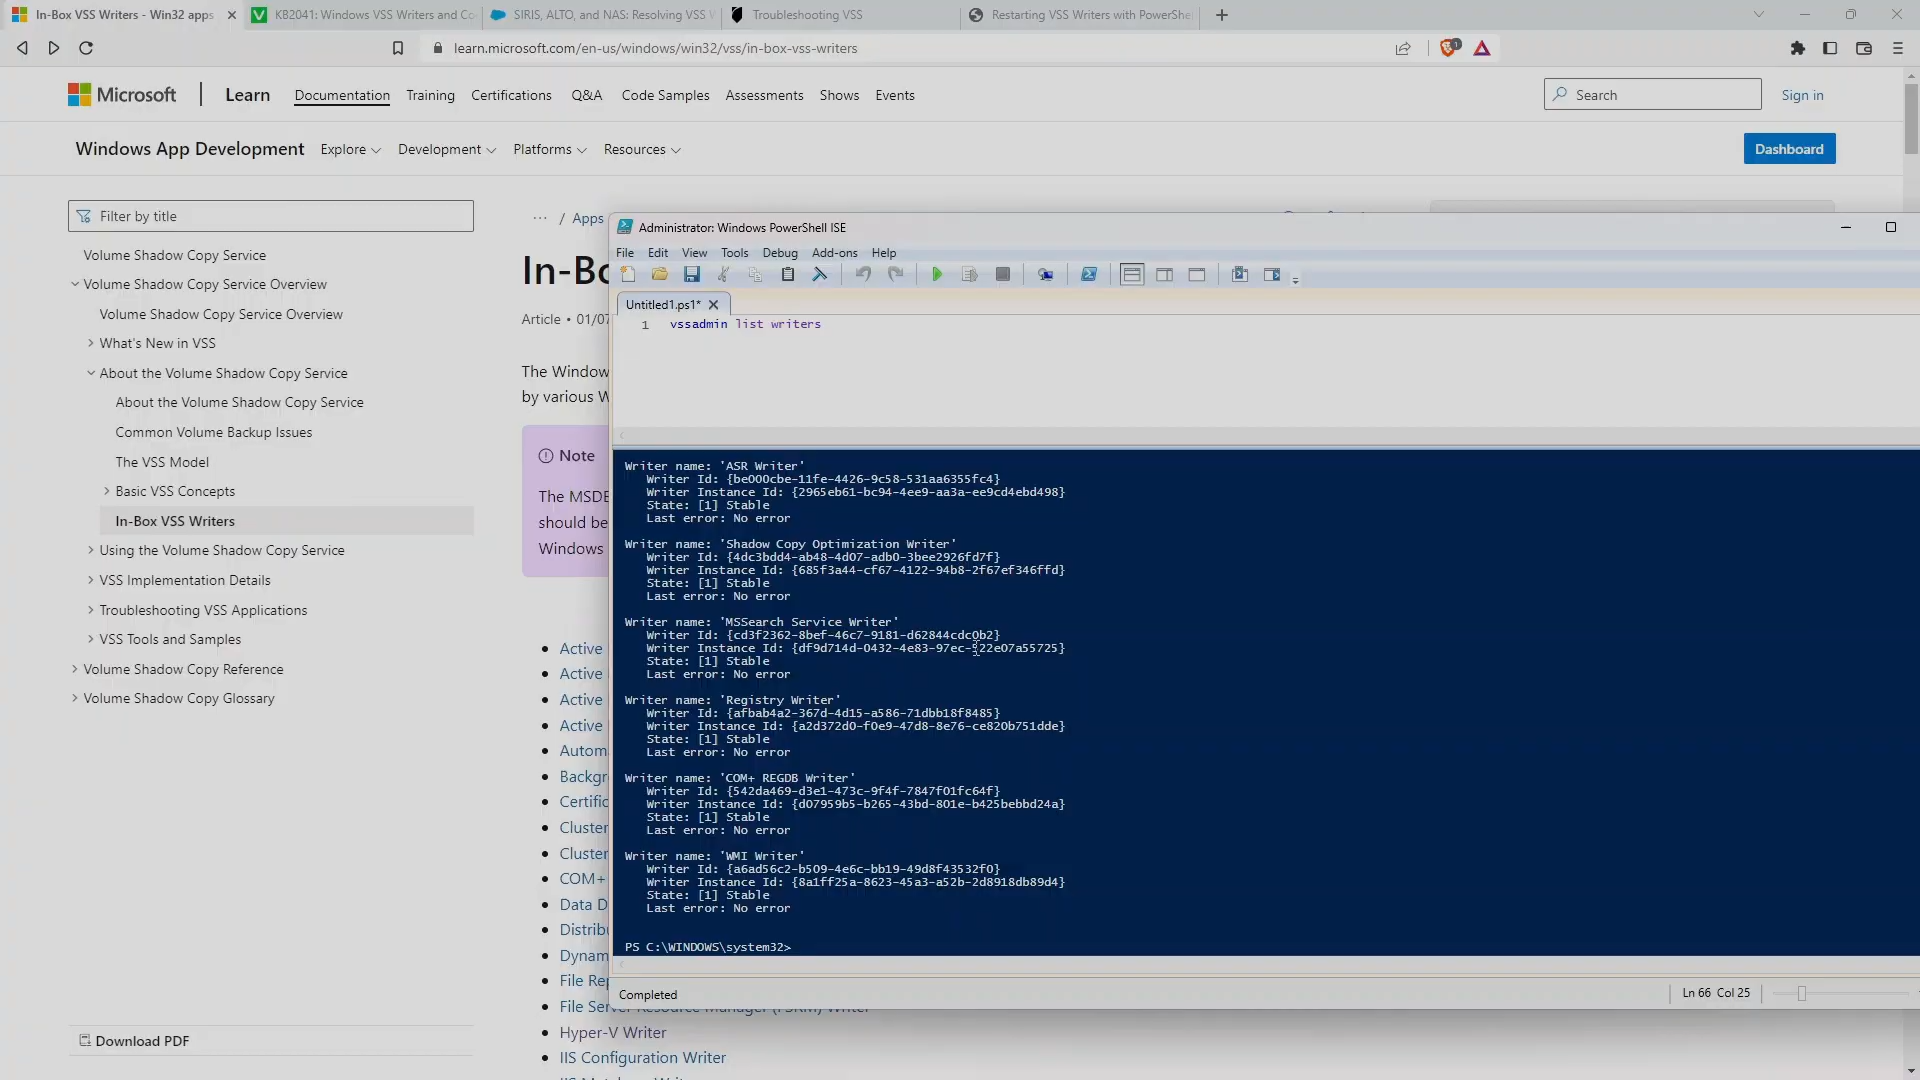 In-Box VSS Writers - Win32 apps
KB2041: Windows VSS Writers and Co
SIRIS, ALTO, and NAS: Resolving VSS V
Troubleshooting VSS
Restarting VSS Writers with PowerShe
learn.microsoft.com/en-us/windows/win32/vss/in-box-vss-writers
1
Microsoft
Learn
Documentation
Training
Certifications
Q&A
Code Samples
Assessments
Shows
Events
Search
Sign in
Windows App Development
Explore
Development
Platforms
Resources
Dashboard
Filter by title
Volume Shadow Copy Service
Volume Shadow Copy Service Overview
Volume Shadow Copy Service Overview
What's New in VSS
About the Volume Shadow Copy Service
About the Volume Shadow Copy Service
Common Volume Backup Issues
The VSS Model
Basic VSS Concepts
In-Box VSS Writers
Using the Volume Shadow Copy Service
VSS Implementation Details
Troubleshooting VSS Applications
VSS Tools and Samples
Volume Shadow Copy Reference
Volume Shadow Copy Glossary
Download PDF
... / Apps
In-Bo
Article • 01/07
The Window
by various W
Note
The MSDE
should be
Windows
• Active
• Active
• Active
• Active
• Autom
• Backgr
• Certific
• Cluster
• Cluster
• COM+
• Data D
• Distribu
• Dynam
• File Rep
• File Server Resource Manager (FSRM) Writer
• Hyper-V Writer
• IIS Configuration Writer
Administrator: Windows PowerShell ISE
File Edit View Tools Debug Add-ons Help
Untitled1.ps1*
1 vssadmin list writers
Writer name: 'ASR Writer'
Writer Id: {be000cbe-11fe-4426-9c58-531aa6355fc4}
Writer Instance Id: {2965eb61-bc94-4ee9-aa3a-ee9cd4ebd498}
State: [1] Stable
Last error: No error
Writer name: 'Shadow Copy Optimization Writer'
Writer Id: {4dc3bdd4-ab48-4d07-adb0-3bee2926fd7f}
Writer Instance Id: {685f3a44-cf67-4122-94b8-2f67ef346ffd}
State: [1] Stable
Last error: No error
Writer name: 'MSSearch Service Writer'
Writer Id: {cd3f2362-8bef-46c7-9181-d62844cdc0b2}
Writer Instance Id: {df9d714d-0432-4e83-97ec-922e07a55725}
State: [1] Stable
Last error: No error
Writer name: 'Registry Writer'
Writer Id: {afbab4a2-367d-4d15-a586-71dbb18f8485}
Writer Instance Id: {a2d372d0-f0e9-47d8-8e76-ce820b751dde}
State: [1] Stable
Last error: No error
Writer name: 'COM+ REGDB Writer'
Writer Id: {542da469-d3e1-473c-9f4f-7847f01fc64f}
Writer Instance Id: {d07959b5-b265-43bd-801e-b425bebbd24a}
State: [1] Stable
Last error: No error
Writer name: 'WMI Writer'
Writer Id: {a6ad56c2-b509-4e6c-bb19-49d8f43532f0}
Writer Instance Id: {8a1ff25a-8623-45a3-a52b-2d8918db89d4}
State: [1] Stable
Last error: No error
PS C:\WINDOWS\system32>
Completed
Ln 66 Col 25